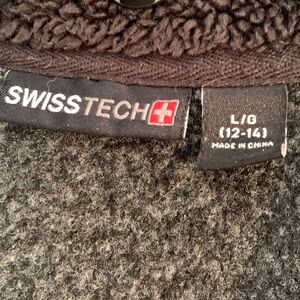 SWISSTECH
L/G
(12-14)
MADE IN CHINA